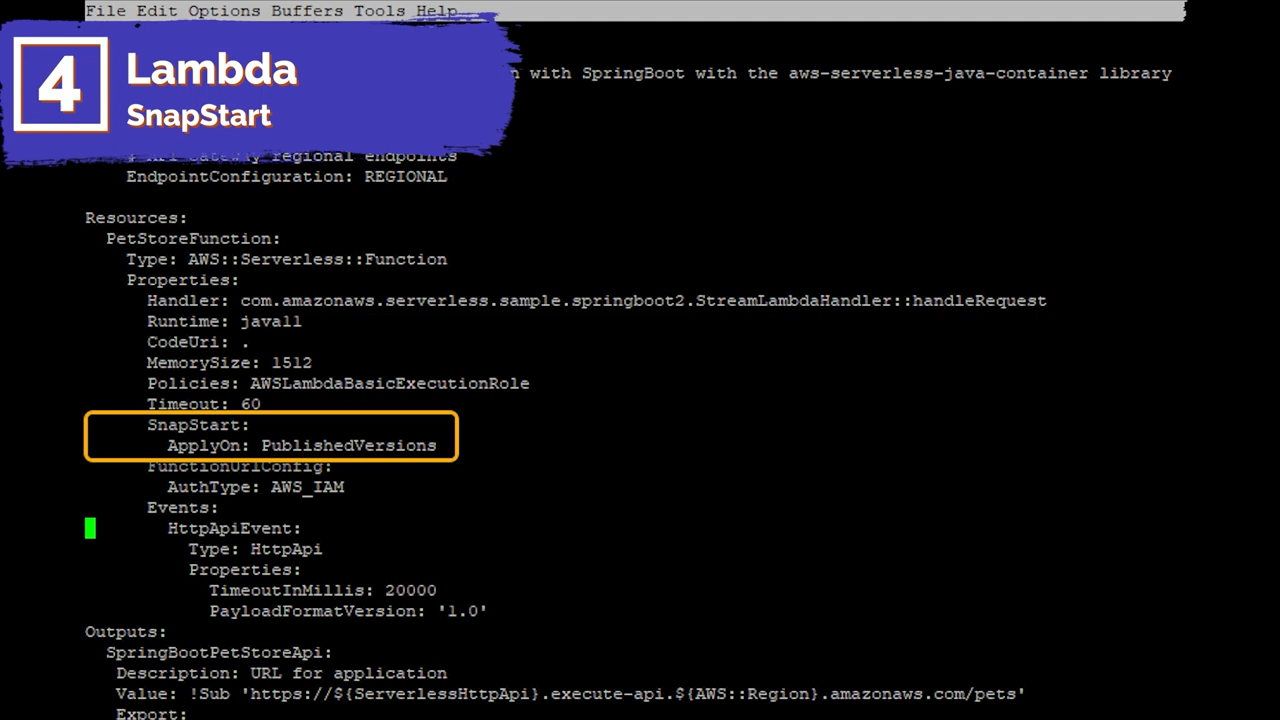 File Edit Options Buffers Tools Help
4
Lambda
SnapStart
with SpringBoot with the aws-serverless-java-container library
regional endpoints
EndpointConfiguration: REGIONAL
Resources:
PetStoreFunction:
Type: AWS::Serverless::Function
Properties:
Handler: com.amazonaws.serverless.sample.springboot2.StreamLambdaHandler::handleRequest
Runtime: java11
CodeUri: .
MemorySize: 1512
Policies: AWSLambdaBasicExecutionRole
Timeout: 60
SnapStart:
ApplyOn: PublishedVersions
FunctionUrlConfig:
AuthType: AWS_IAM
Events:
HttpApiEvent:
Type: HttpApi
Properties:
TimeoutInMillis: 20000
PayloadFormatVersion: '1.0'
Outputs:
SpringBootPetStoreApi:
Description: URL for application
Value: !Sub 'https://${ServerlessHttpApi}.execute-api.${AWS::Region}.amazonaws.com/pets'
Export: